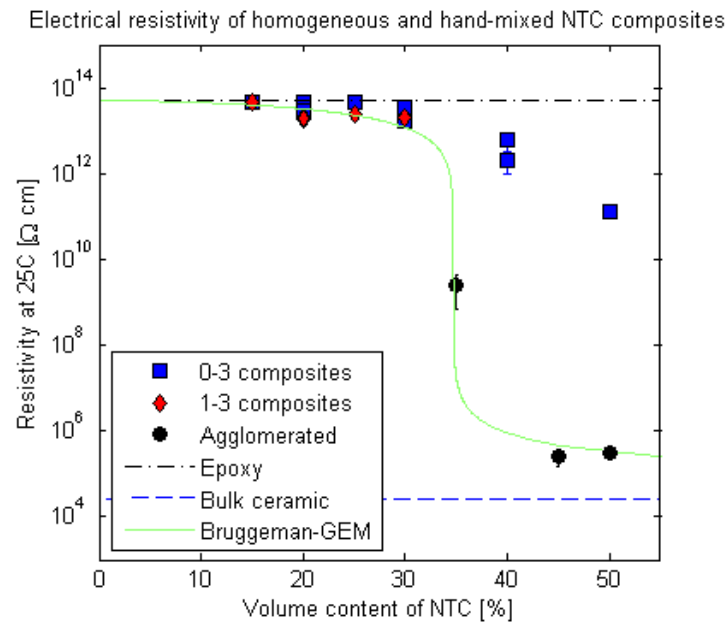 Electrical resistivity of homogeneous and hand-mixed NTC composites
10^14
10^12
10^10
10^8
10^6
10^4
Resistivity at 25C [Ω cm]
0-3 composites
1-3 composites
Agglomerated
Epoxy
Bulk ceramic
Bruggeman-GEM
0 10 20 30 40 50
Volume content of NTC [%]